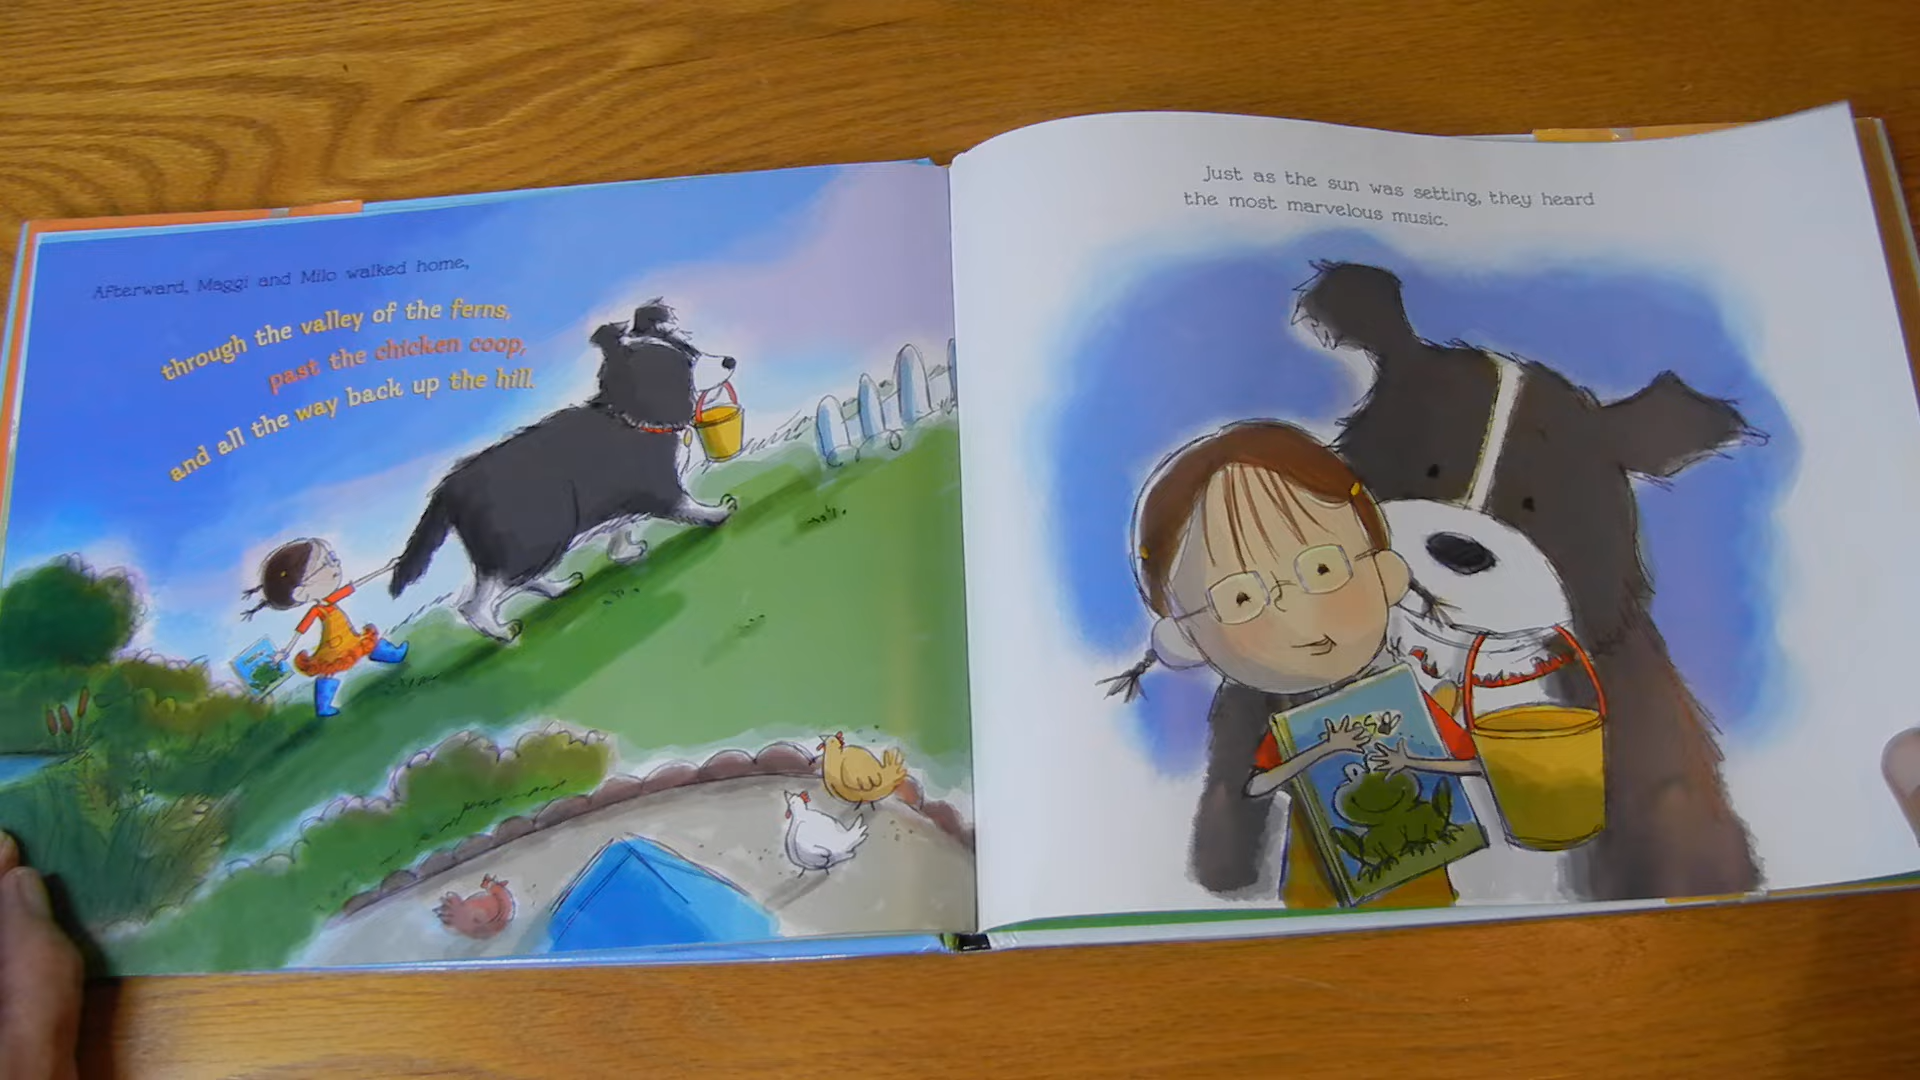 Afterward, Maggi and Milo walked home,
through the valley of the ferns,
past the chicken coop,
and all the way back up the hill.
Just as the sun was setting, they heard
the most marvelous music.